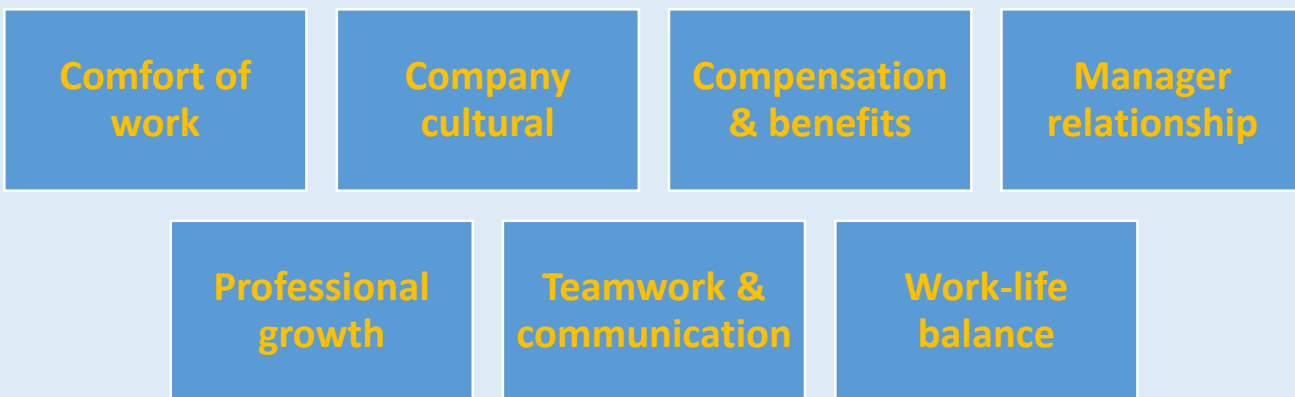 Comfort of
work
Company
cultural
Compensation
& benefits
Manager
relationship
Professional
growth
Teamwork &
communication
Work-life
balance